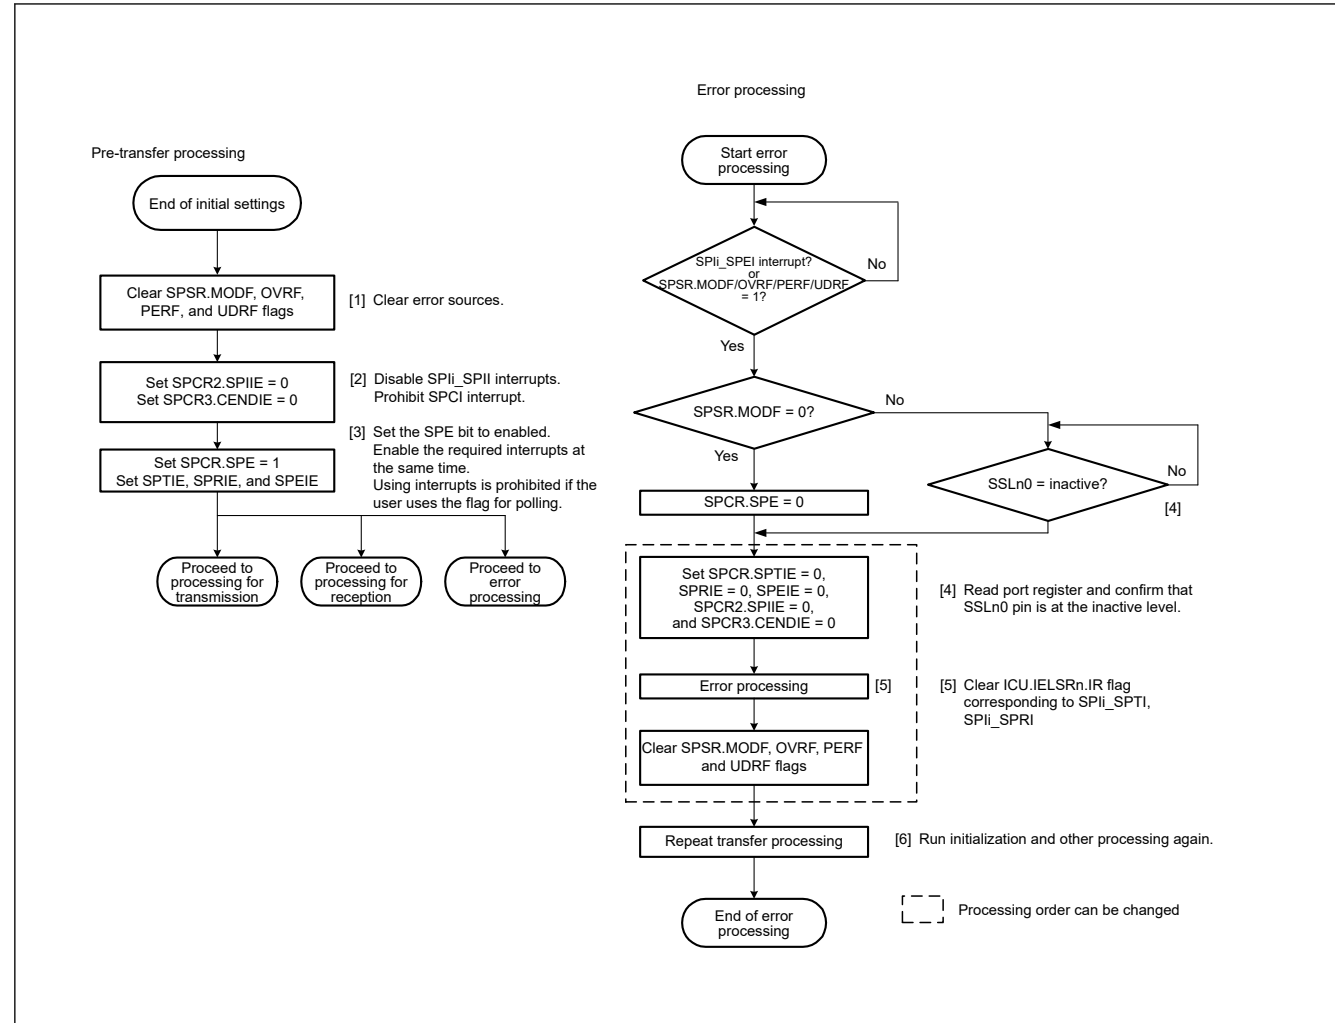 Pre-transfer processing
End of initial settings
Clear SPSR.MODF, OVRF,
PERF, and UDRF flags
[1] Clear error sources.
Set SPCR2.SPIIE = 0
Set SPCR3.CENDIE = 0
[2] Disable SPIi_SPII interrupts.
Prohibit SPCI interrupt.
Set SPCR.SPE = 1
Set SPTIE, SPRIE, and SPEIE
[3] Set the SPE bit to enabled.
Enable the required interrupts at
the same time.
Using interrupts is prohibited if the
user uses the flag for polling.
Proceed to
processing for
transmission
Proceed to
processing for
reception
Proceed to
error
processing
Error processing
Start error
processing
SPIi_SPEI interrupt?
or
SPSR.MODF/OVRF/PERF/UDRF
= 1?
No
Yes
SPSR.MODF = 0?
No
Yes
SSLn0 = inactive?
No
[4]
SPCR.SPE = 0
Set SPCR.SPTIE = 0,
SPRIE = 0, SPEIE = 0,
SPCR2.SPIIE = 0,
and SPCR3.CENDIE = 0
[4] Read port register and confirm that
SSLn0 pin is at the inactive level.
Error processing
[5]
[5] Clear ICU.IELSRn.IR flag
corresponding to SPIi_SPTI,
SPIi_SPRI
Clear SPSR.MODF, OVRF, PERF
and UDRF flags
Repeat transfer processing
[6] Run initialization and other processing again.
End of error
processing
Processing order can be changed